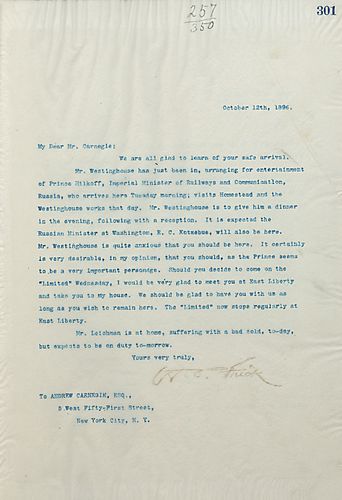 257
350
301
October 12th, 1896.
My Dear Mr. Carnegie:
We are all glad to learn of your safe arrival.
Mr. Westinghouse has just been in, arranging for entertainment
of Prince Hilkoff, Imperial Minister of Railways and Communication,
Russia, who arrives here Tuesday morning; visits Homestead and the
Westinghouse works that day. Mr. Westinghouse is to give him a dinner
in the evening, following with a reception. It is expected the
Russian Minister at Washington, E. C. Kotzebue, will also be here.
Mr. Westinghouse is quite anxious that you should be here. It certainly
is very desirable, in my opinion, that you should, as the Prince seems
to be a very important personage. Should you decide to come on the
"Limited" Wednesday, I would be very glad to meet you at East Liberty
and take you to my house. We should be glad to have you with us as
long as you wish to remain here. The "Limited" now stops regularly at
East Liberty.
Mr. Leishman is at home, suffering with a bad cold, to-day,
but expects to be on duty to-morrow.
Yours very truly,
H. C. Frick
To ANDREW CARNEGIE, ESQ.,
5 West Fifty-First Street,
New York City, N. Y.